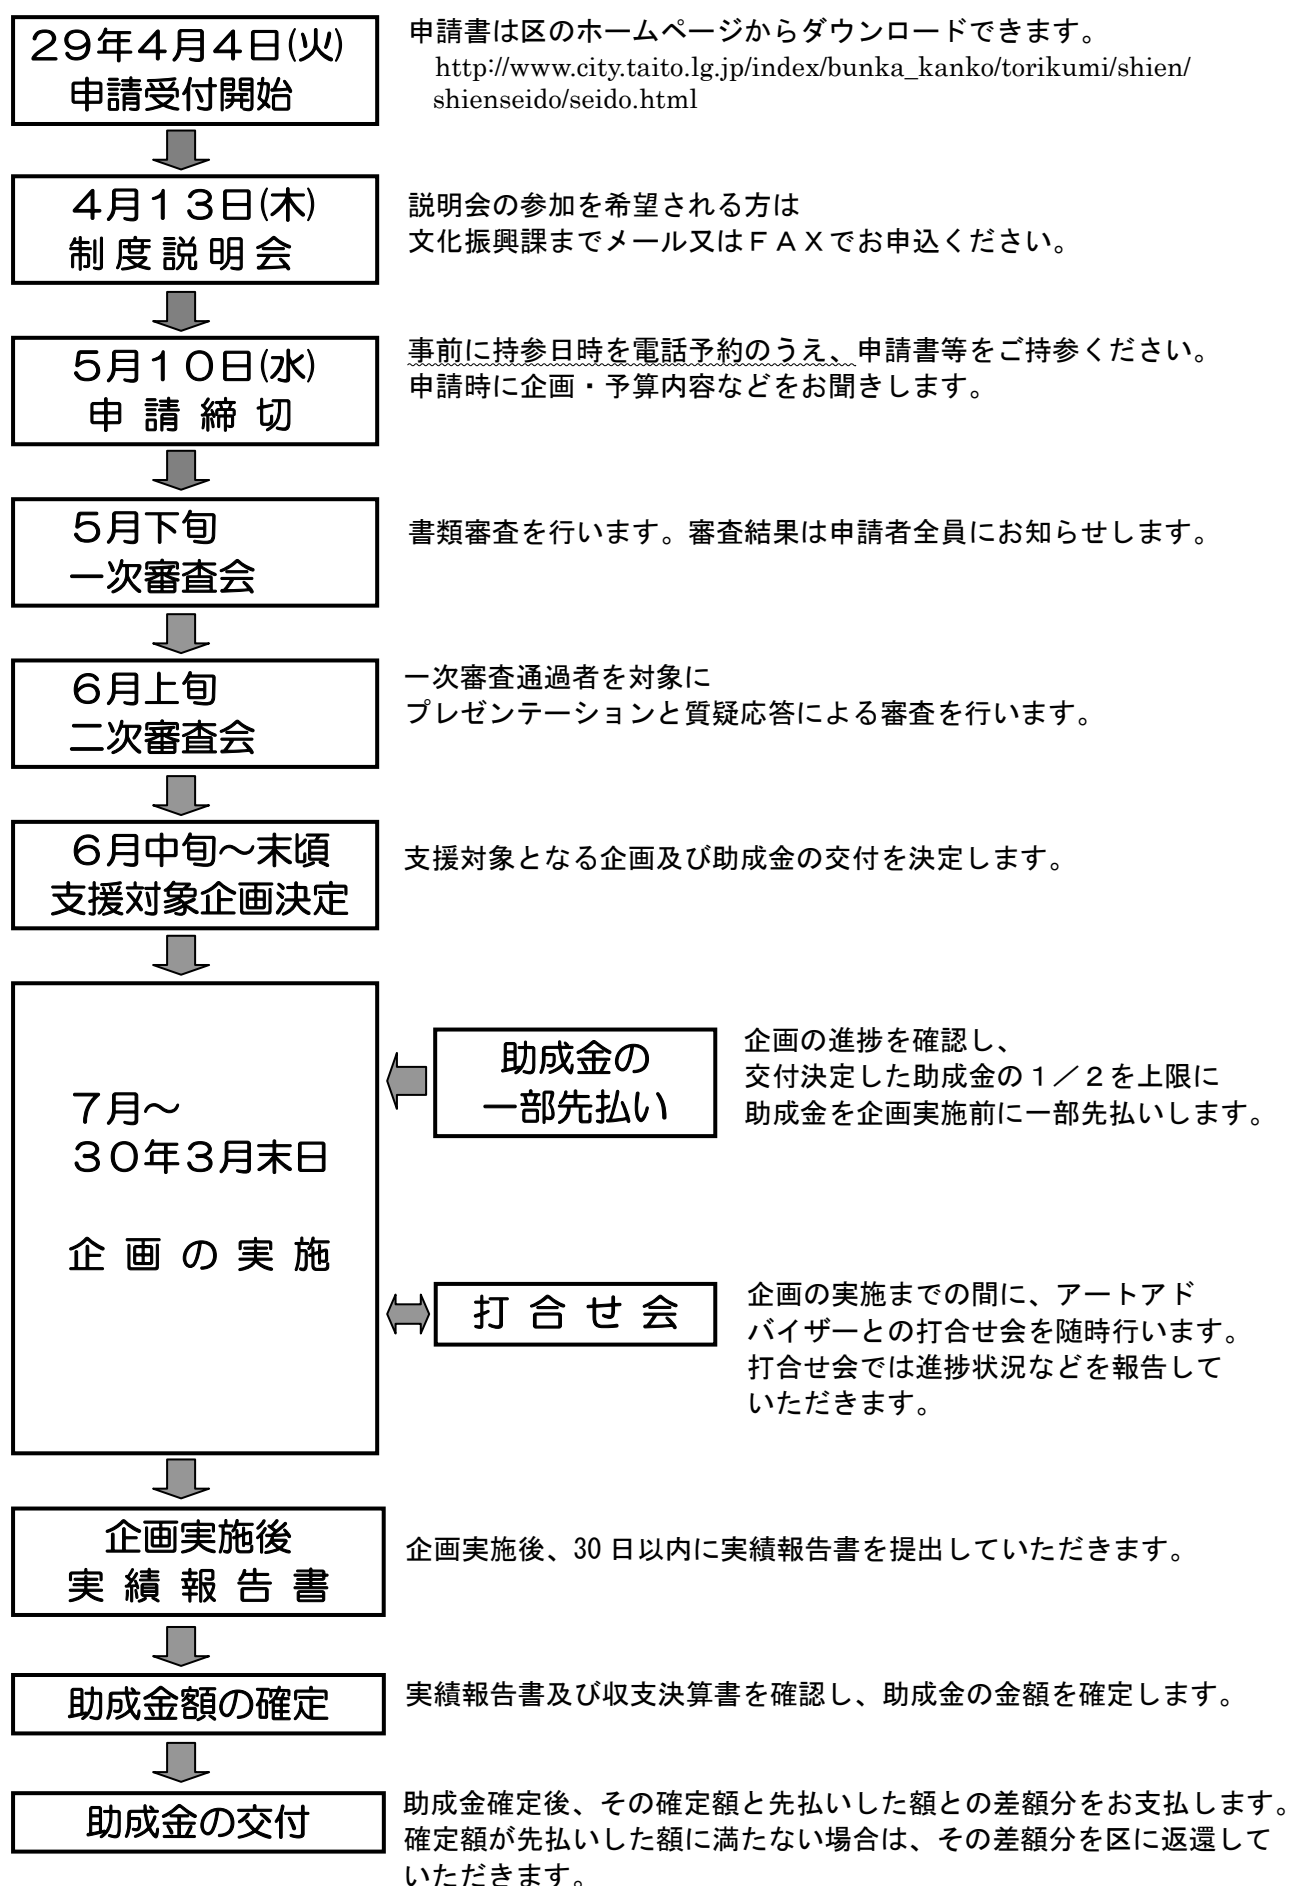 ２９年４月４日(火)
申請受付開始
申請書は区のホームページからダウンロードできます。
http://www.city.taito.lg.jp/index/bunka_kanko/torikumi/shien/
shienseido/seido.html
４月１３日(木)
制度説明会
説明会の参加を希望される方は
文化振興課までメール又はＦＡＸでお申込ください。
５月１０日(水)
申請締切
事前に持参日時を電話予約のうえ、申請書等をご持参ください。
申請時に企画・予算内容などをお聞きします。
５月下旬
一次審査会
書類審査を行います。審査結果は申請者全員にお知らせします。
６月上旬
二次審査会
一次審査通過者を対象に
プレゼンテーションと質疑応答による審査を行います。
６月中旬～末頃
支援対象企画決定
支援対象となる企画及び助成金の交付を決定します。
７月～
３０年３月末日
企画の実施
助成金の
一部先払い
企画の進捗を確認し、
交付決定した助成金の１／２を上限に
助成金を企画実施前に一部先払いします。
打合せ会
企画の実施までの間に、アートアド
バイザーとの打合せ会を随時行います。
打合せ会では進捗状況などを報告して
いただきます。
企画実施後
実績報告書
企画実施後、30 日以内に実績報告書を提出していただきます。
助成金額の確定
実績報告書及び収支決算書を確認し、助成金の金額を確定します。
助成金の交付
助成金確定後、その確定額と先払いした額との差額分をお支払します。
確定額が先払いした額に満たない場合は、その差額分を区に返還して
いただきます。